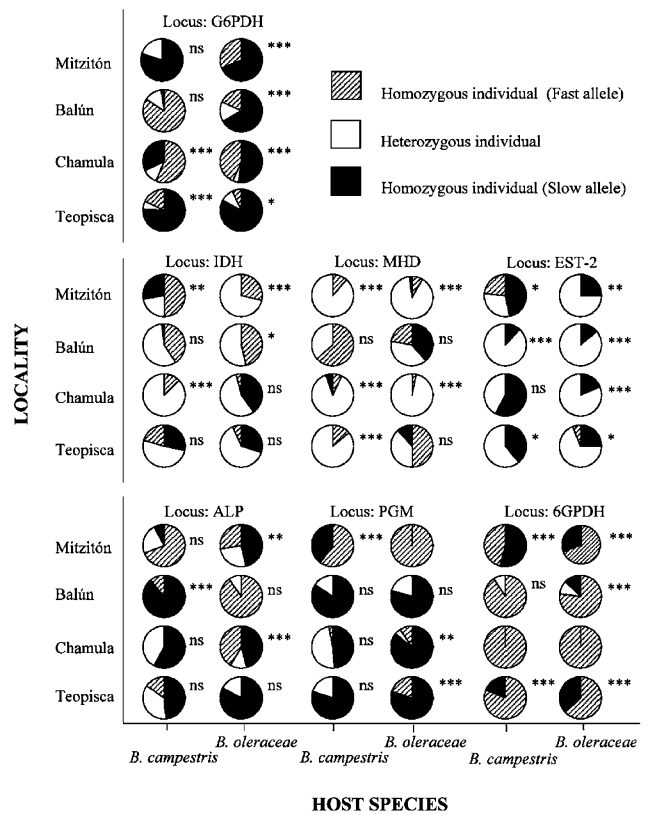 Locus: G6PDH
Mitzitón ns ***
Balún ns ***
Chamula *** ***
Teopisca *** *
Homozygous individual (Fast allele)
Heterozygous individual
Homozygous individual (Slow allele)
LOCALITY
Locus: IDH Locus: MHD Locus: EST-2
Mitzitón ** *** *** *** * **
Balún ns * ns ns *** ***
Chamula *** ns *** *** ns ***
Teopisca ns ns *** ns * *
Locus: ALP Locus: PGM Locus: 6GPDH
Mitzitón ns ** *** *** ***
Balún *** ns ns ns ns ***
Chamula ns *** ns **
Teopisca ns ns ns *** *** ***
B. campestris B. oleraceae B. campestris B. oleraceae B. campestris B. oleraceae
HOST SPECIES